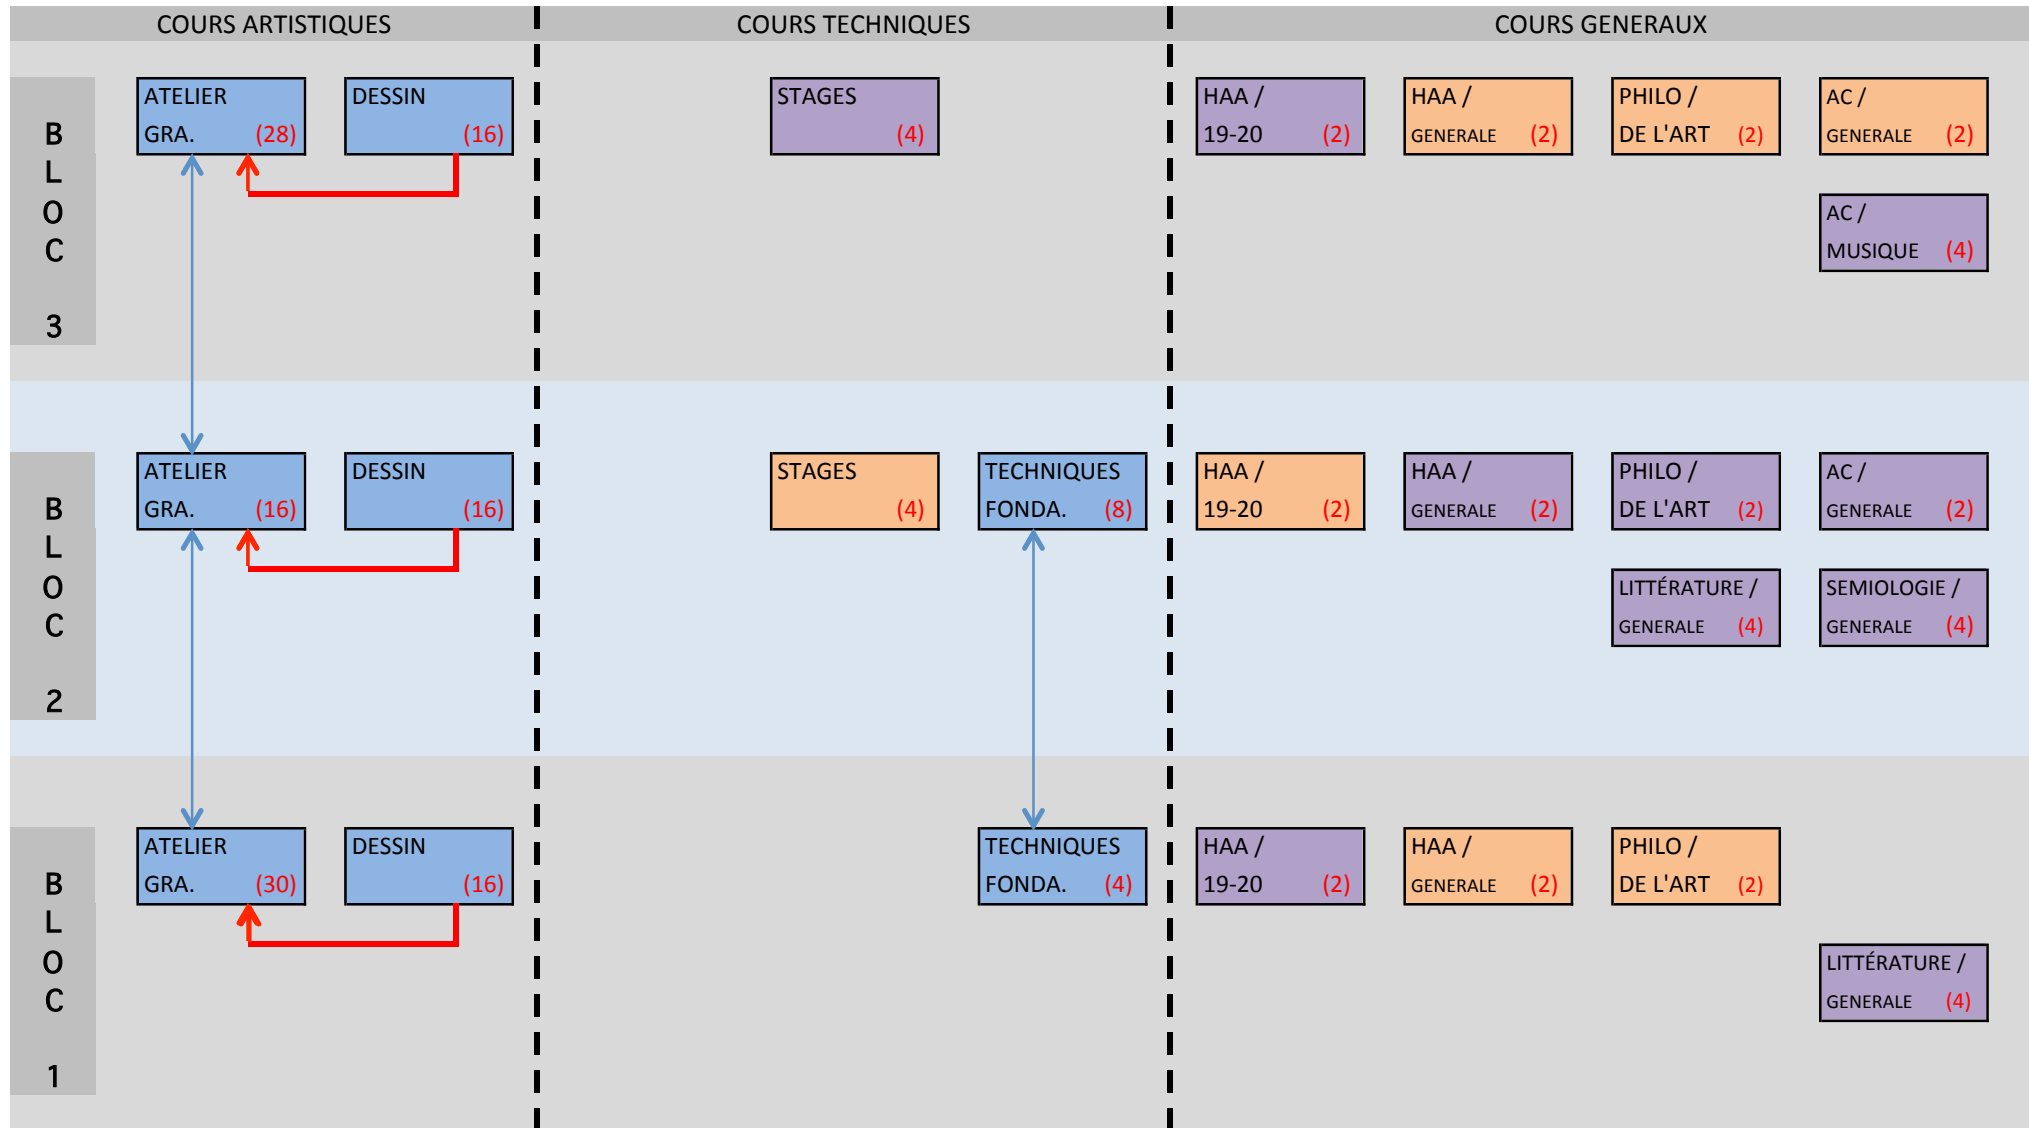 COURS ARTISTIQUES
COURS TECHNIQUES
COURS GENERAUX
B
L
O
C
3
ATELIER
GRA. (28)
DESSIN
(16)
STAGES
(4)
HAA /
19-20 (2)
HAA /
GENERALE (2)
PHILO /
DE L'ART (2)
AC /
GENERALE (2)
AC /
MUSIQUE (4)
B
L
O
C
2
ATELIER
GRA. (16)
DESSIN
(16)
STAGES
(4)
TECHNIQUES
FONDA. (8)
HAA /
19-20 (2)
HAA /
GENERALE (2)
PHILO /
DE L'ART (2)
AC /
GENERALE (2)
LITTÉRATURE /
GENERALE (4)
SEMIOLOGIE /
GENERALE (4)
B
L
O
C
1
ATELIER
GRA. (30)
DESSIN
(16)
TECHNIQUES
FONDA. (4)
HAA /
19-20 (2)
HAA /
GENERALE (2)
PHILO /
DE L'ART (2)
LITTÉRATURE /
GENERALE (4)